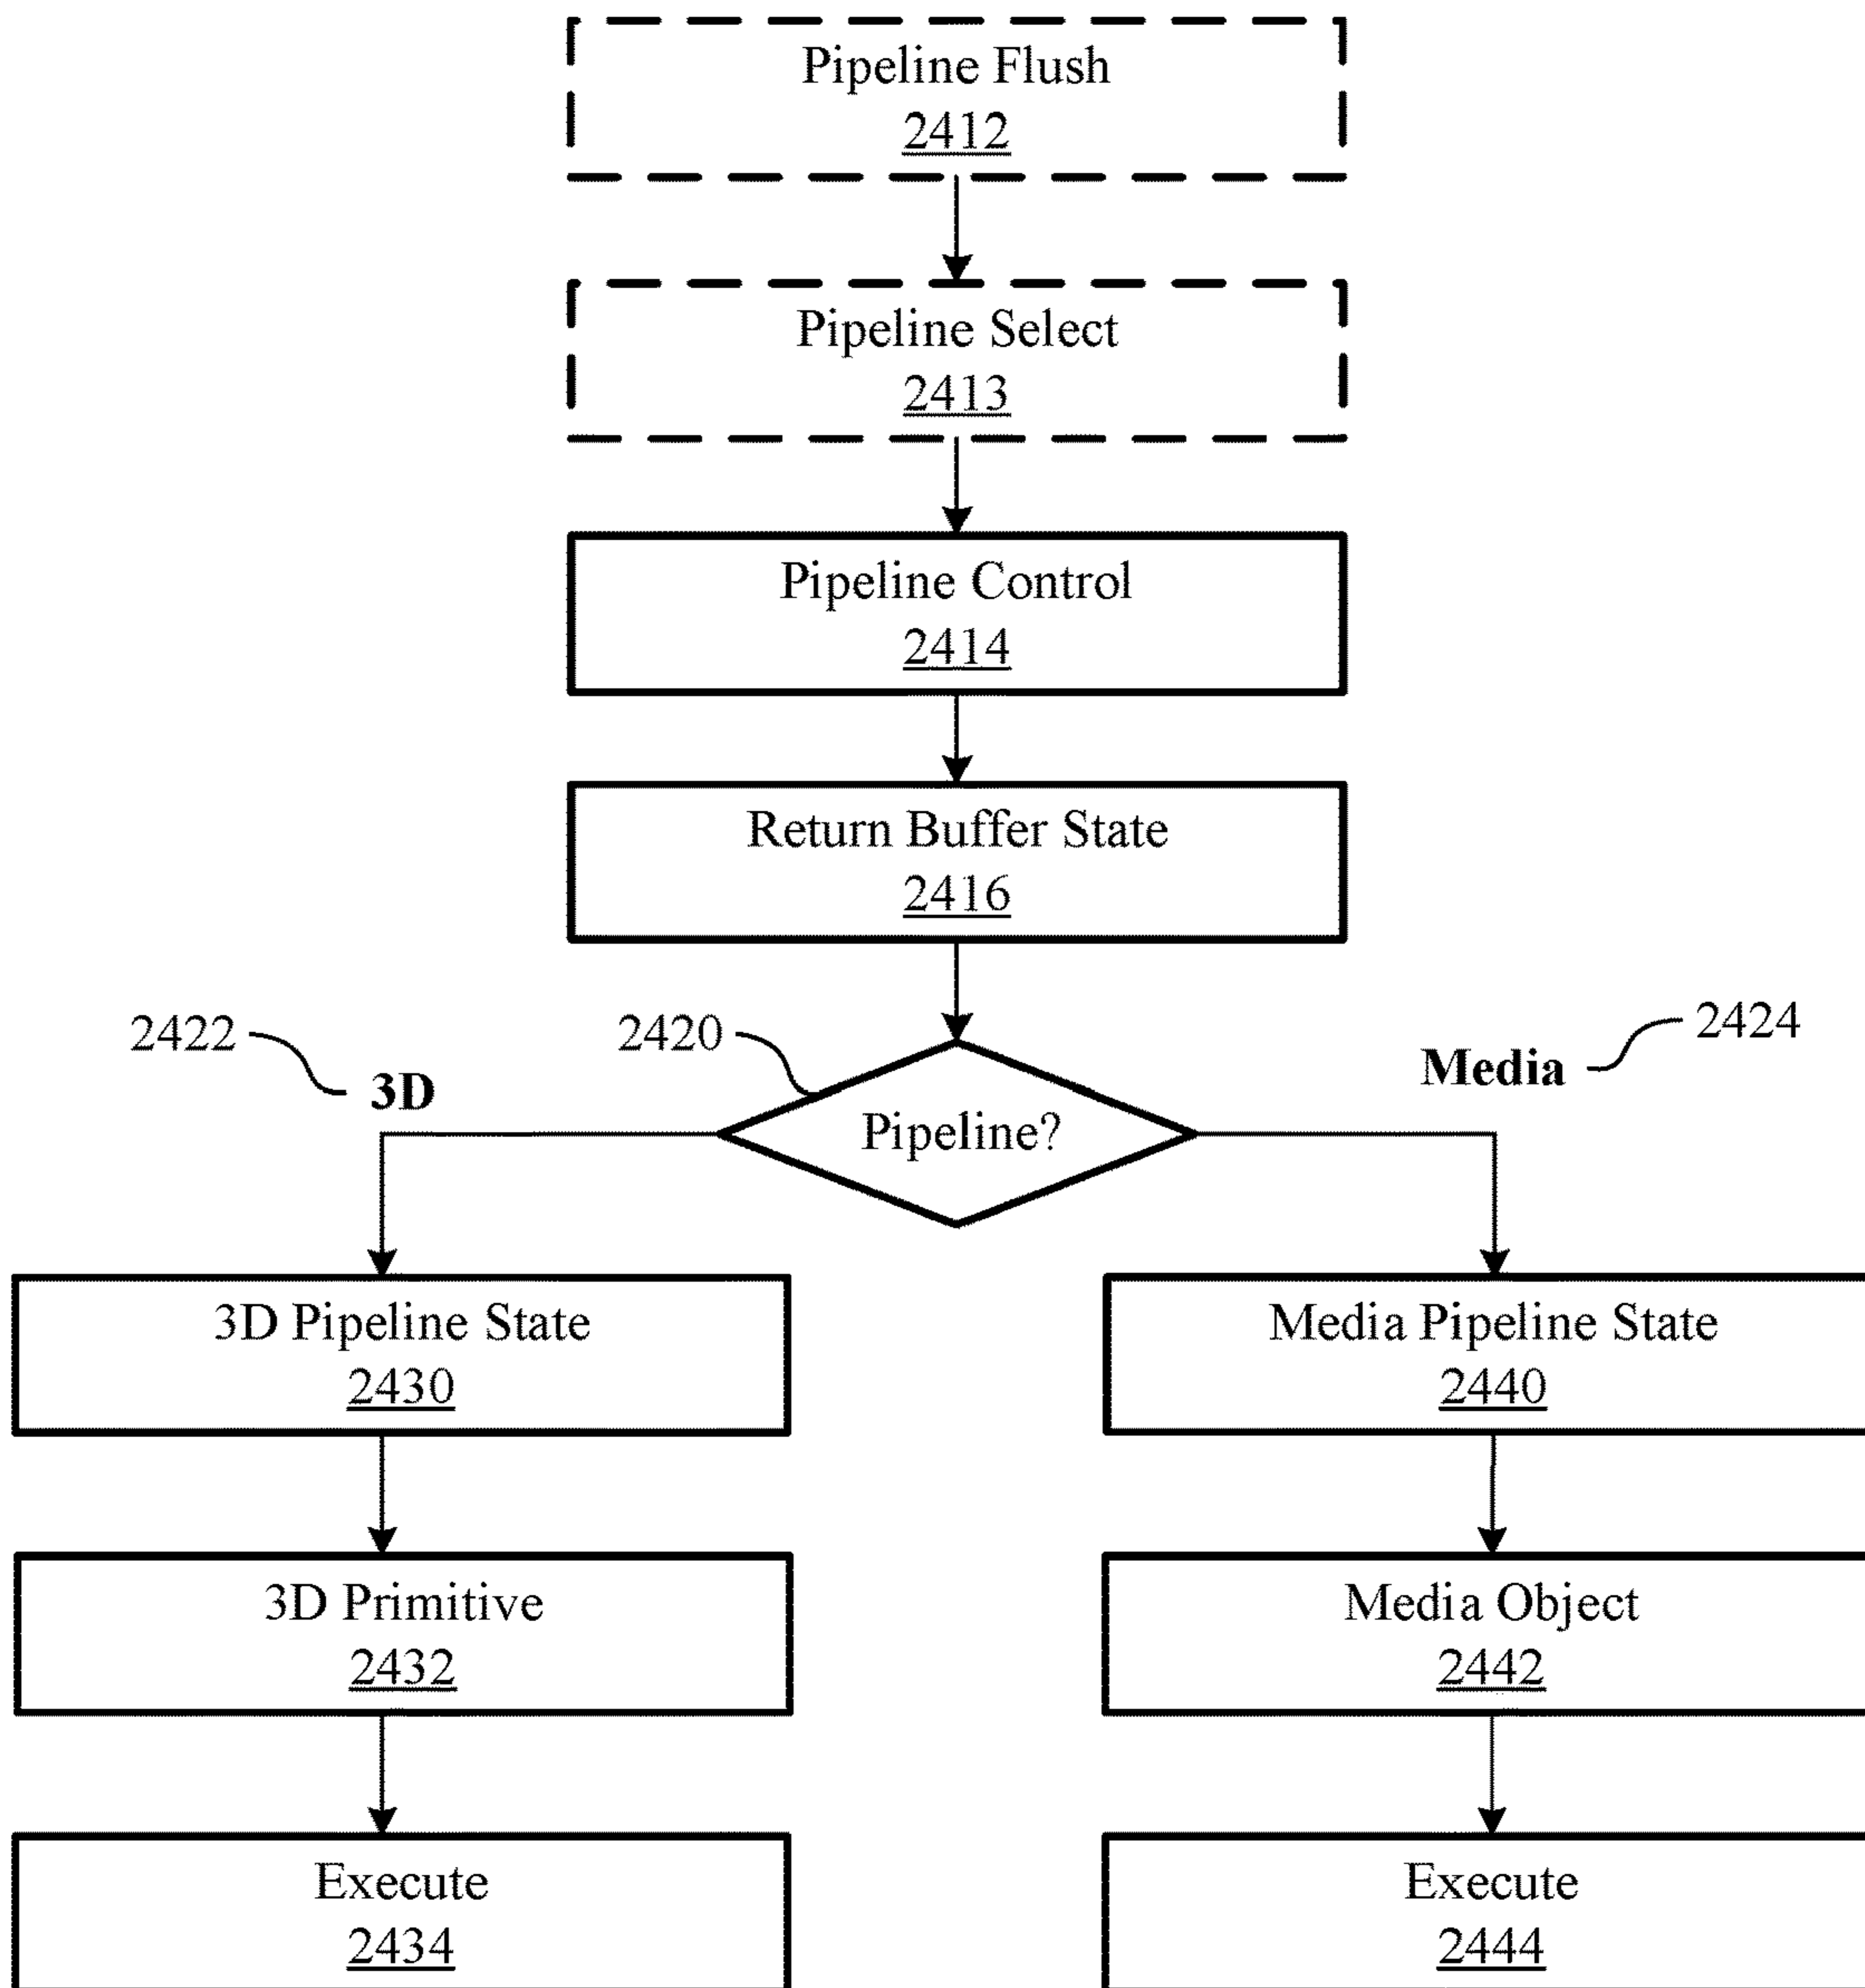 Pipeline Flush
2412
Pipeline Select
2413
Pipeline Control
2414
Return Buffer State
2416
2422
2420
2424
3D
Media
Pipeline?
3D Pipeline State
2430
Media Pipeline State
2440
3D Primitive
2432
Media Object
2442
Execute
2434
Execute
2444